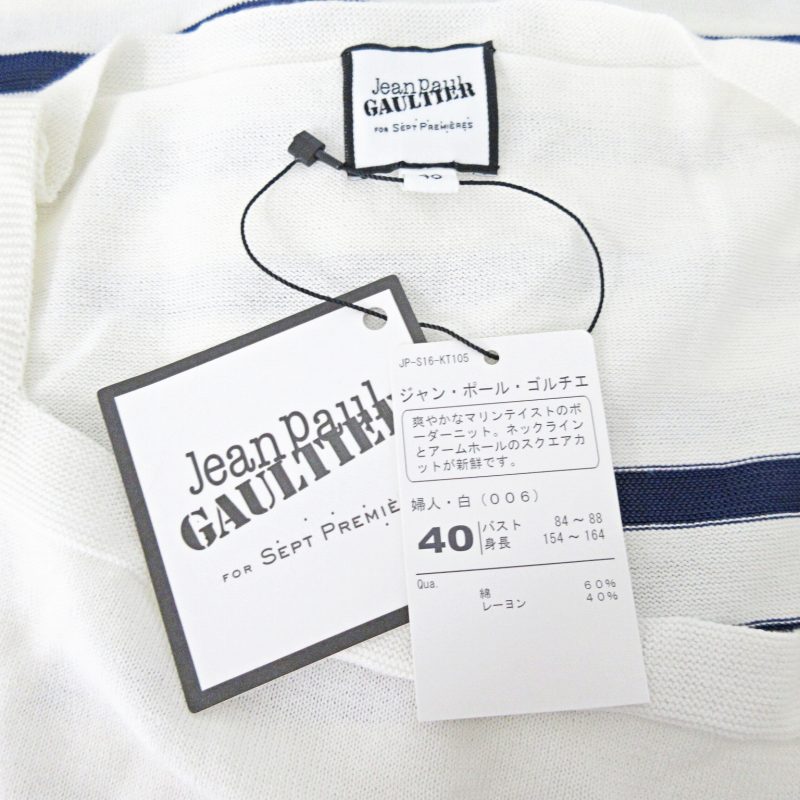 Jean Paul
GAULTIER
FOR SEPT PREMIÈRES
Jean Paul
GAULTIER
FOR SEPT PREMIÈ
JP-S16-KT105
ジャン・ポール・ゴルチエ
爽やかなマリンテイストのボ
ーダーニット。ネックライン
とアームホールのスクエアカ
ットが新鮮です。
婦人・白（006）
40 バスト 84～88
身長 154～164
Qua.
綿 60%
レーヨン 40%